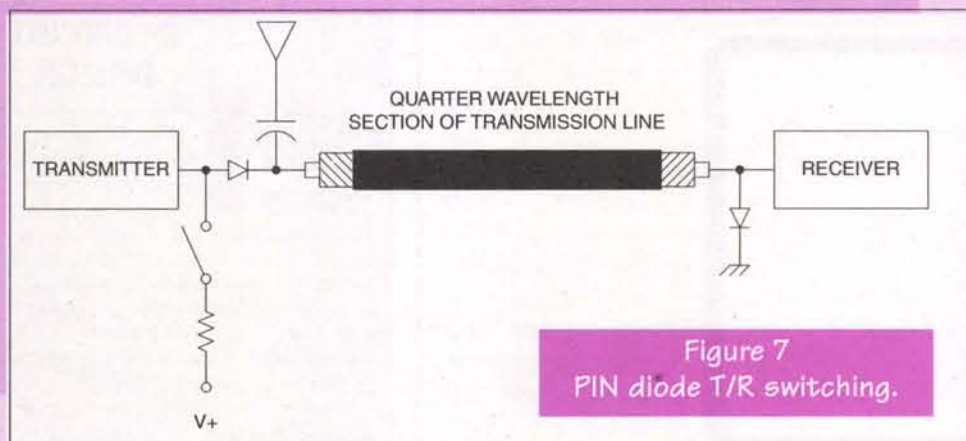 QUARTER WAVELENGTH
SECTION OF TRANSMISSION LINE
TRANSMITTER
RECEIVER
V+
Figure 7
PIN diode T/R switching.